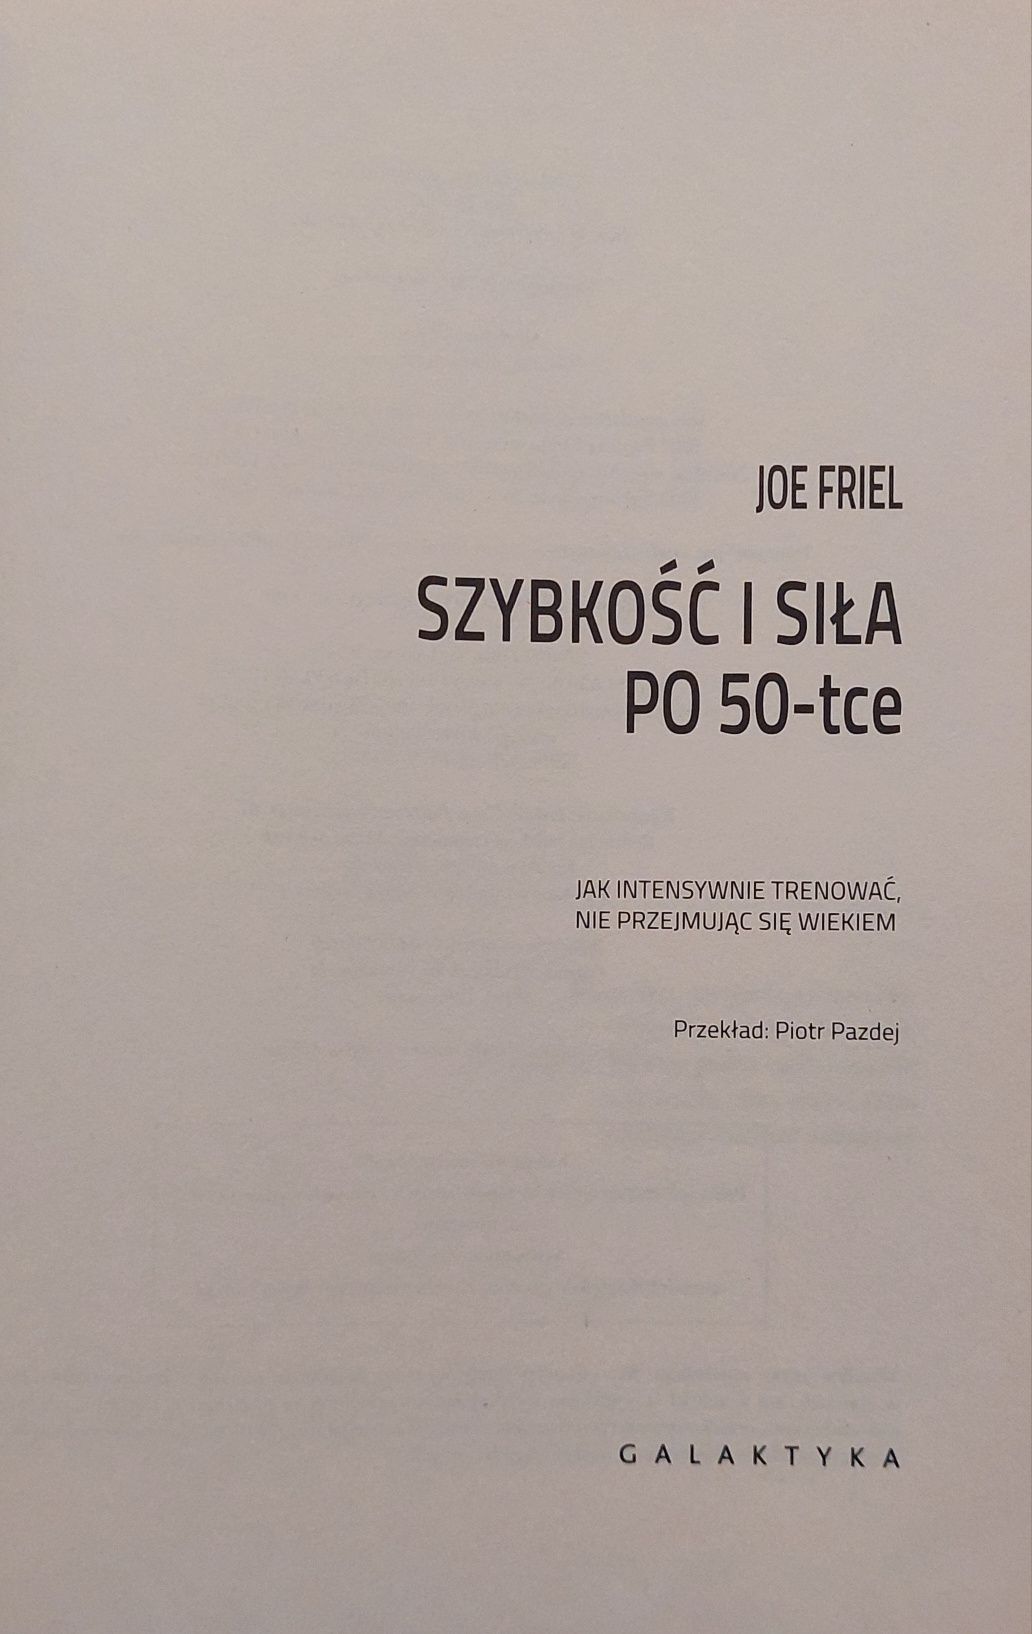 JOE FRIEL
SZYBKOŚĆ I SIŁA
PO 50-tce
JAK INTENSYWNIE TRENOWAĆ,
NIE PRZEJMUJĄC SIĘ WIEKIEM
Przekład: Piotr Pazdej
GALAKTYKA